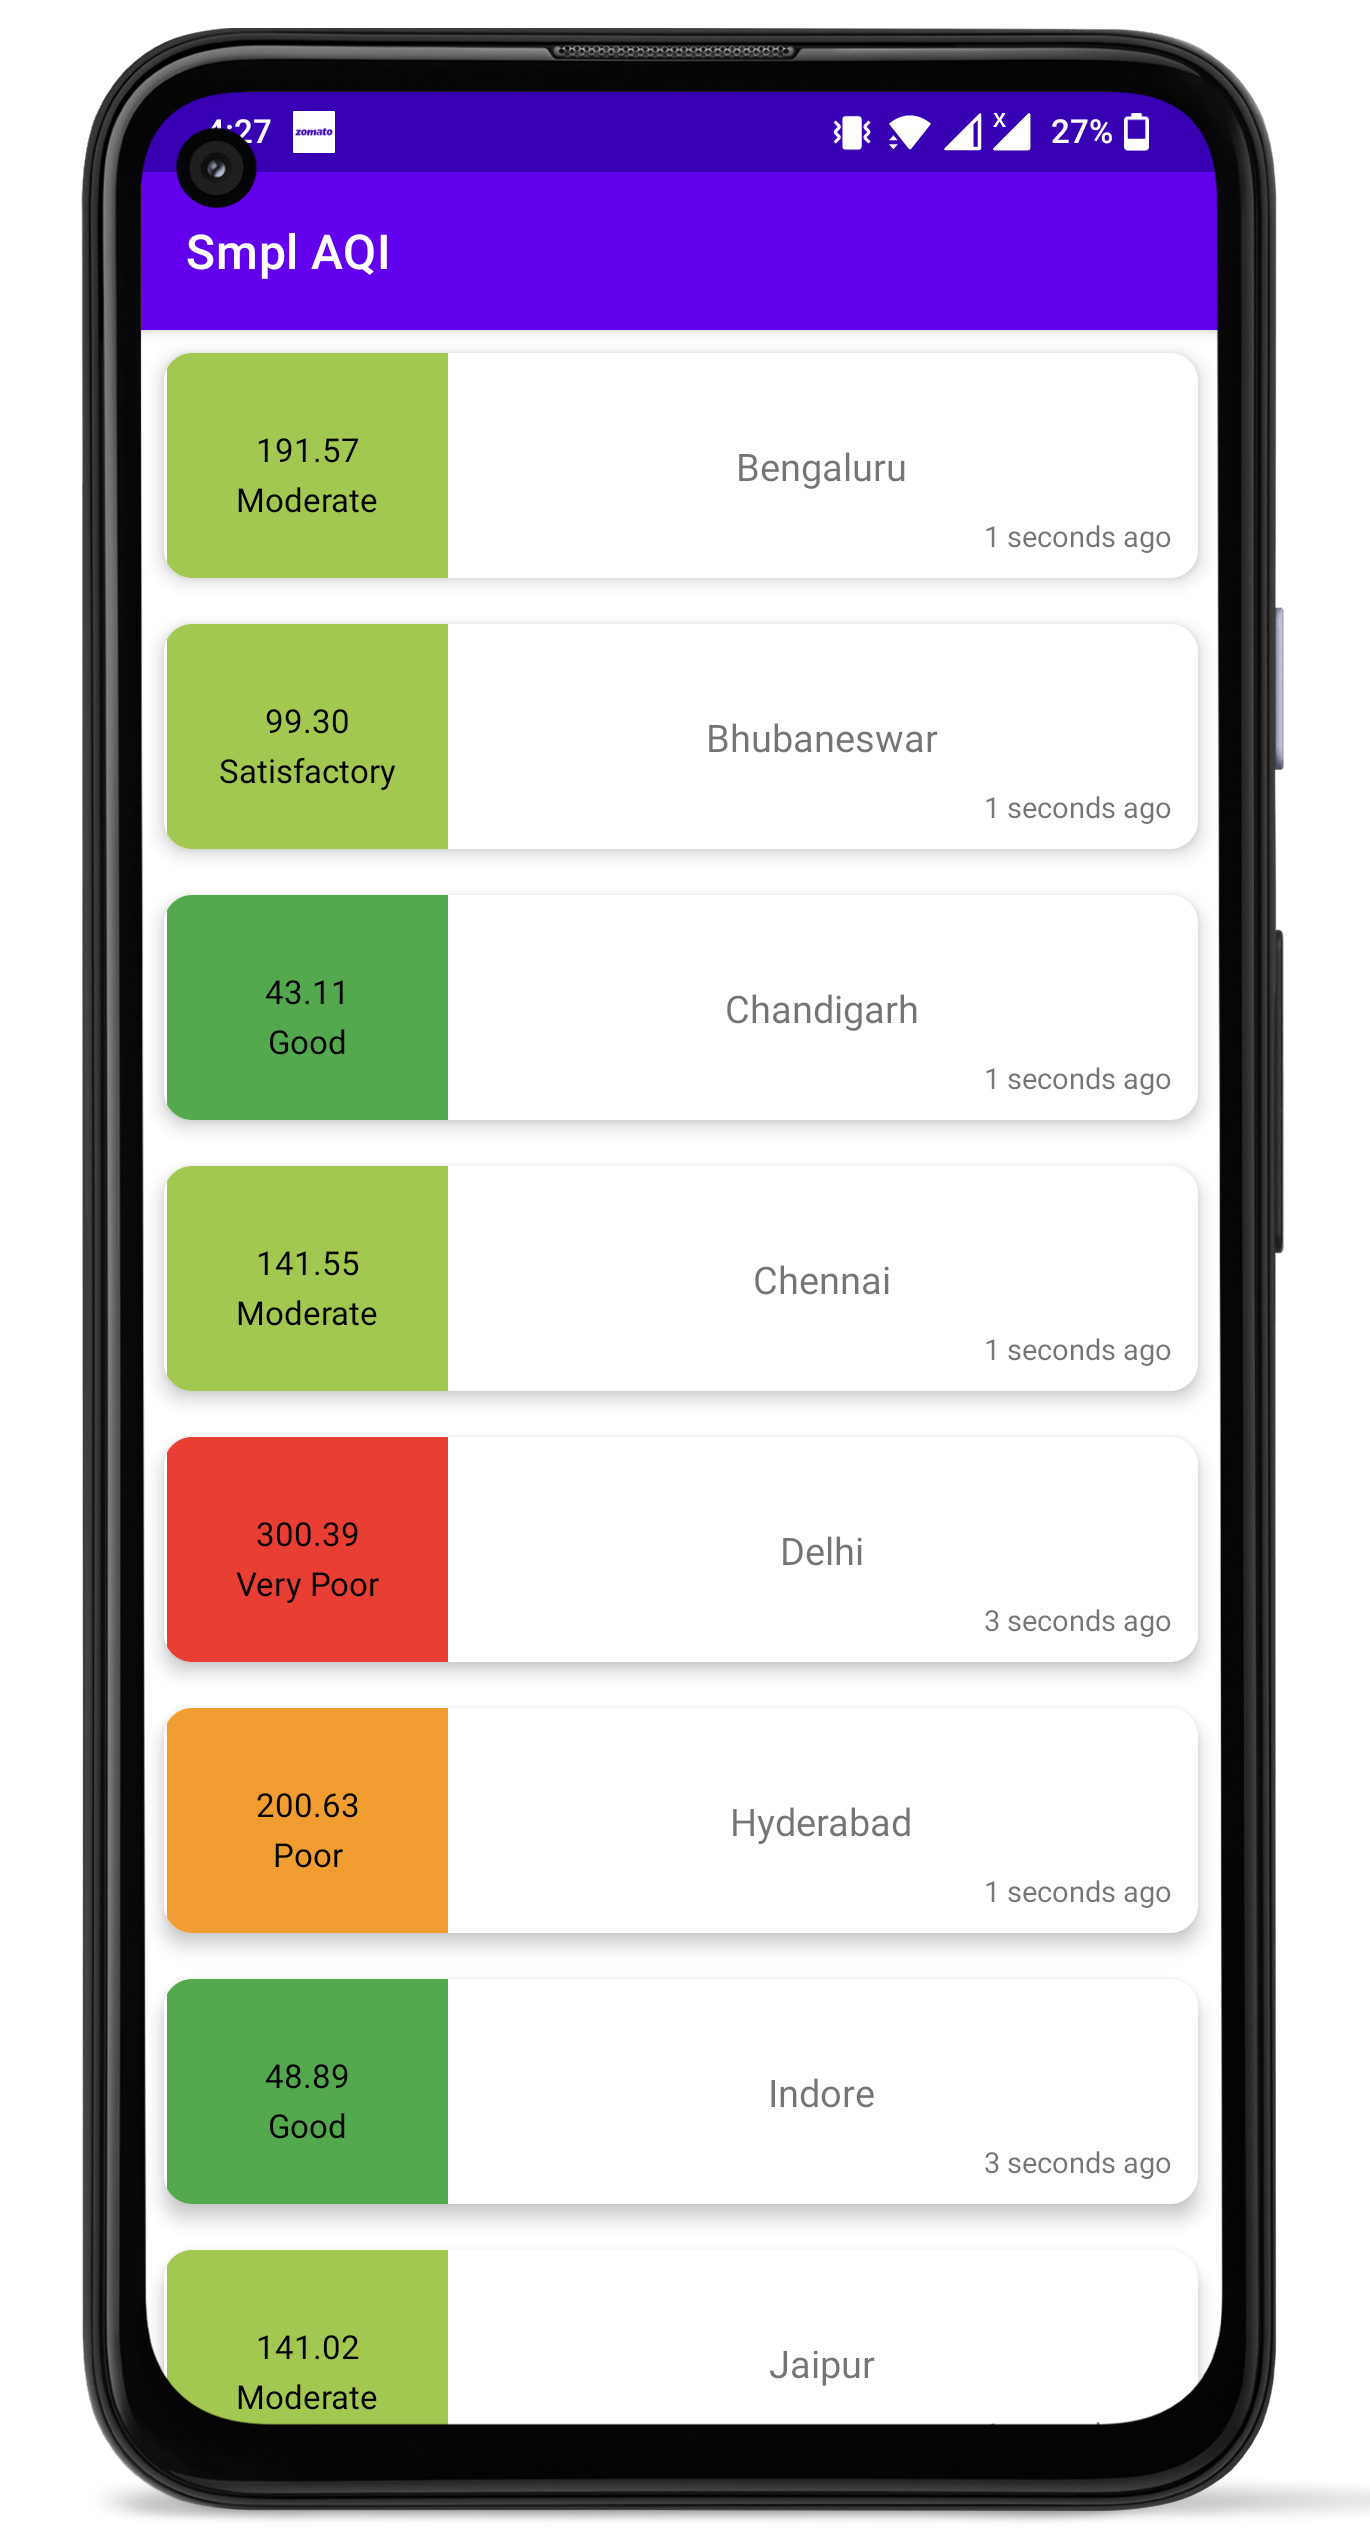 4:27 zomato X 27%
Smpl AQI
191.57
Moderate
Bengaluru
1 seconds ago
99.30
Satisfactory
Bhubaneswar
1 seconds ago
43.11
Good
Chandigarh
1 seconds ago
141.55
Moderate
Chennai
1 seconds ago
300.39
Very Poor
Delhi
3 seconds ago
200.63
Poor
Hyderabad
1 seconds ago
48.89
Good
Indore
3 seconds ago
141.02
Moderate
Jaipur